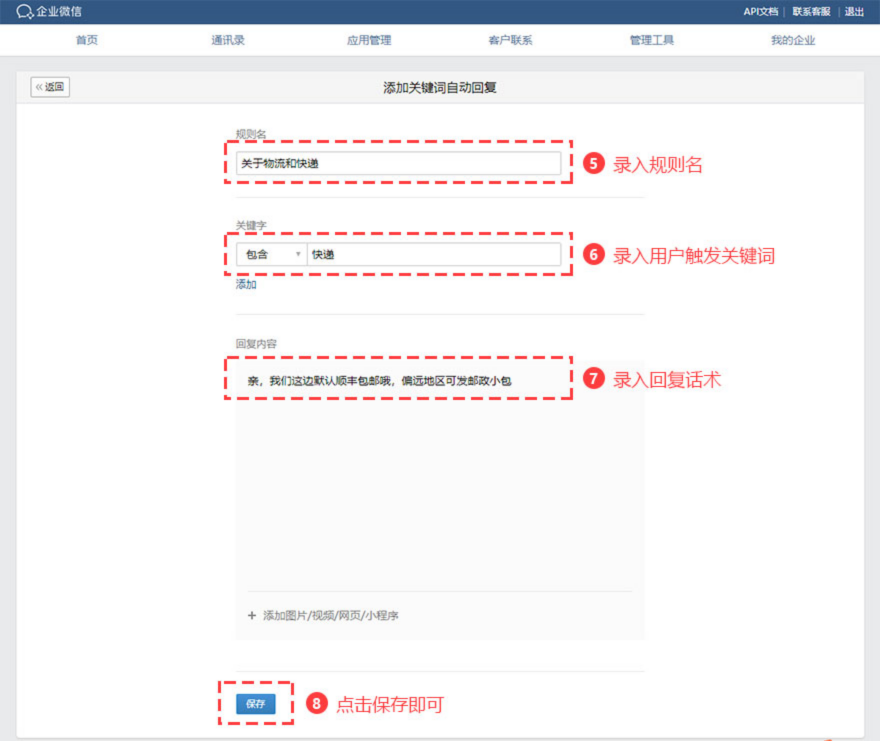 企业微信 API文档 | 联系客服 | 退出
首页 通讯录 应用管理 客户联系 管理工具 我的企业
«返回 添加关键词自动回复
规则名
关于物流和快递 5 录入规则名
关键字
包含 快递 6 录入用户触发关键词
添加
回复内容
亲，我们这边默认顺丰包邮哦，偏远地区可发邮政小包 7 录入回复话术
+ 添加图片/视频/网页/小程序
保存 8 点击保存即可